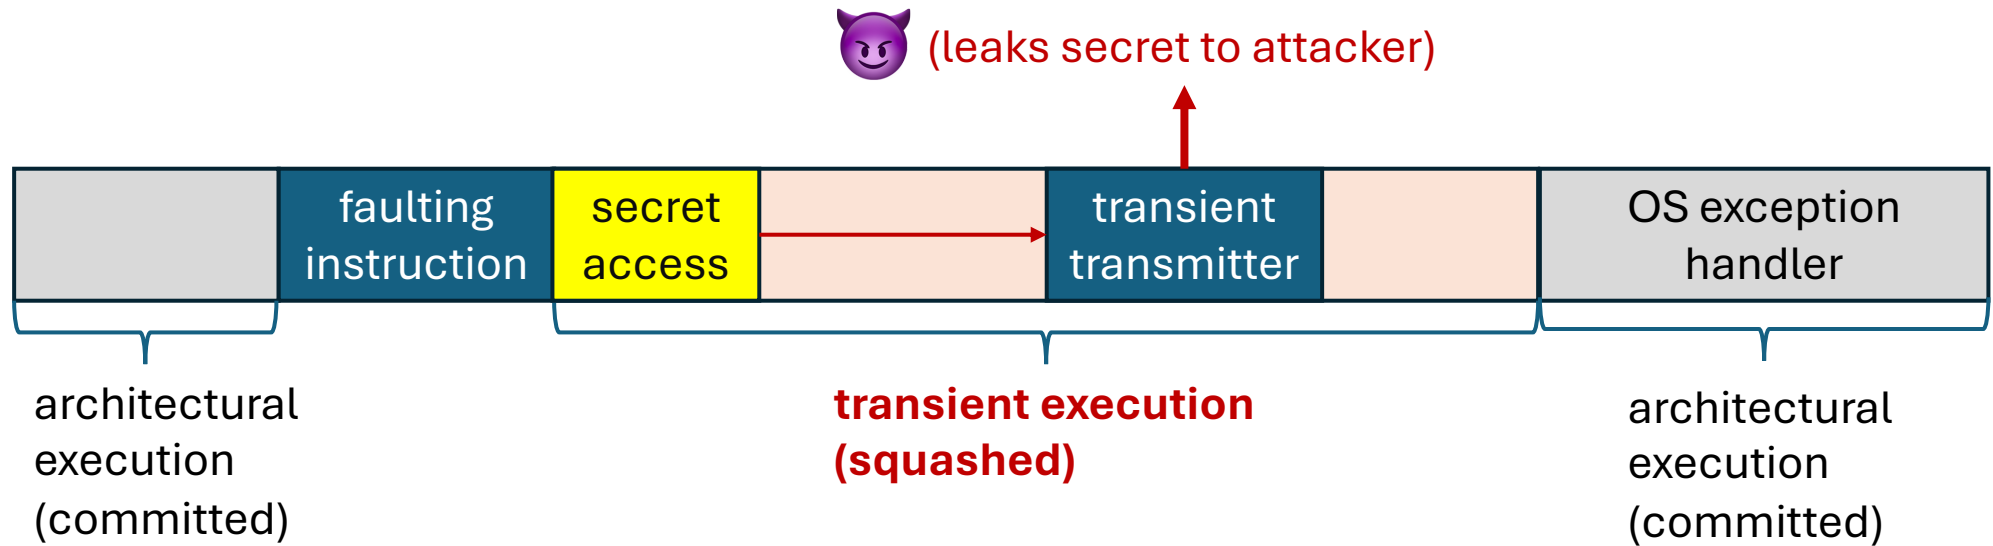 (leaks secret to attacker)
faulting
instruction
secret
access
transient
transmitter
OS exception
handler
architectural
execution
(committed)
transient execution
(squashed)
architectural
execution
(committed)